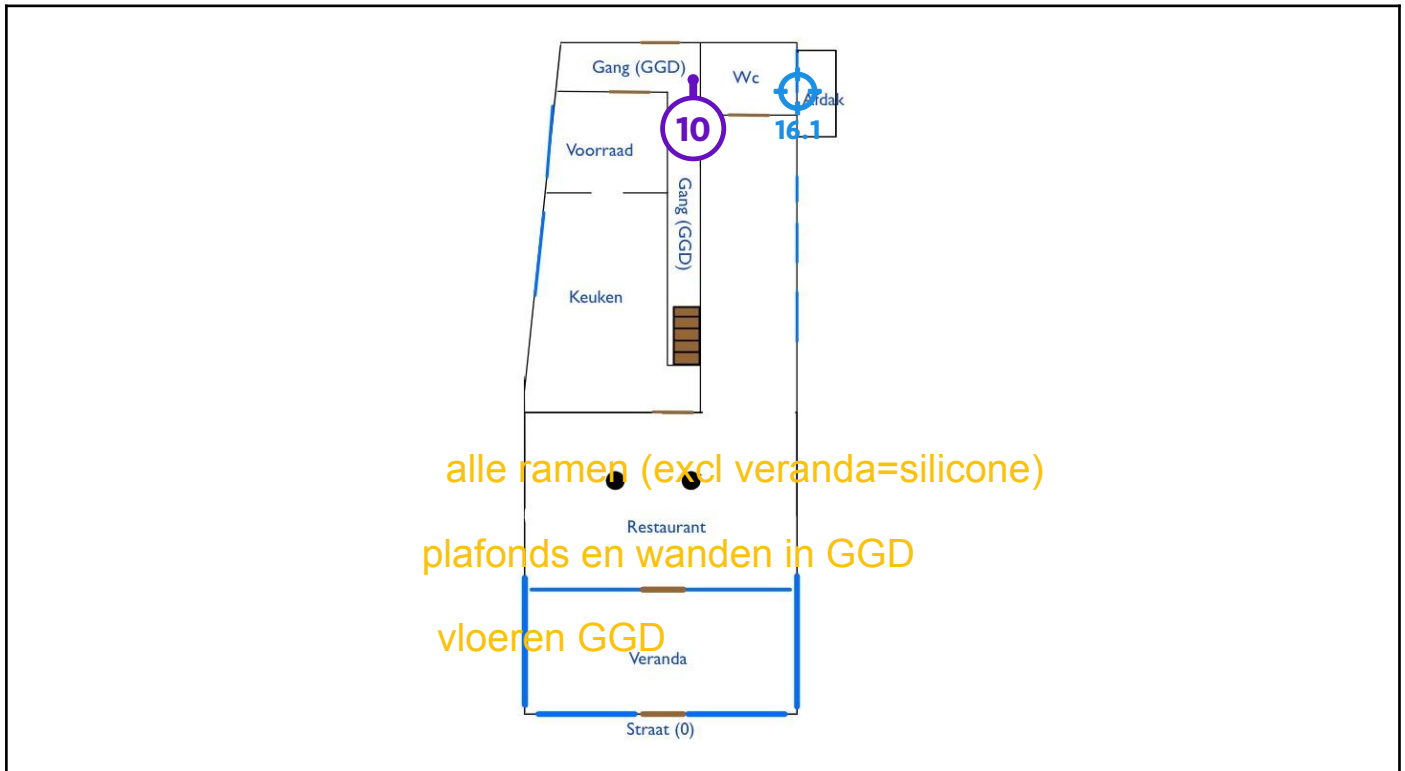 Gang (GGD)
Wc
Afdak
10
16.1
Voorraad
Gang (GGD)
Keuken
alle ramen (excl veranda=silicone)
Restaurant
plafonds en wanden in GGD
vloeren GGD
Veranda
Straat (0)